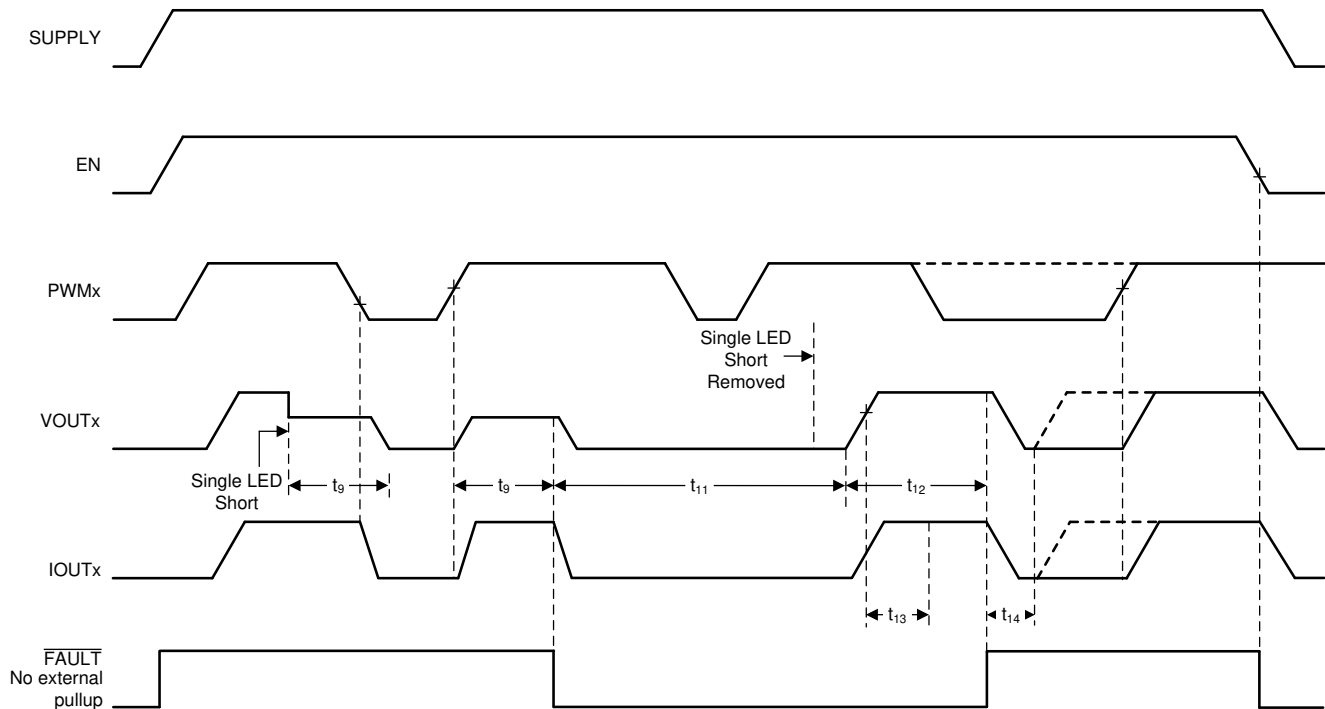 SUPPLY
EN
PWMx
Single LED
Short
Removed
VOUTx
Single LED
Short
t9
t9
t11
t12
IOUTx
t13
t14
FAULT
No external
pullup